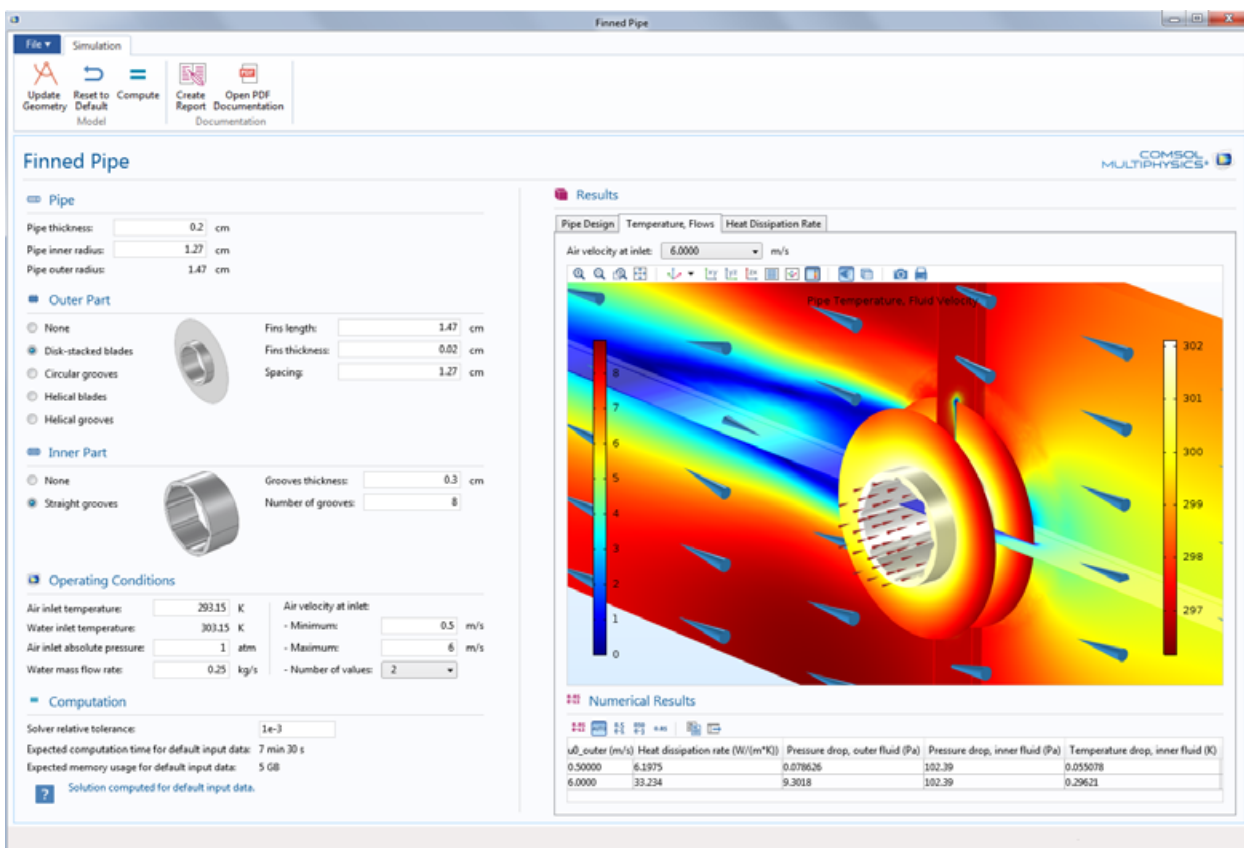 Finned Pipe
File
Simulation
Update Geometry
Reset to Default
Compute
Create Report
Open PDF Documentation
Model
Documentation
Finned Pipe
COMSOL
MULTIPHYSICS®
Pipe
Pipe thickness: 0.2 cm
Pipe inner radius: 1.27 cm
Pipe outer radius: 1.47 cm
Outer Part
None
Disk-stacked blades
Circular grooves
Helical blades
Helical grooves
Fins length: 1.47 cm
Fins thickness: 0.02 cm
Spacing: 1.27 cm
Inner Part
None
Straight grooves
Grooves thickness: 0.3 cm
Number of grooves: 8
Operating Conditions
Air inlet temperature: 293.15 K
Water inlet temperature: 303.15 K
Air inlet absolute pressure: 1 atm
Water mass flow rate: 0.25 kg/s
Air velocity at inlet:
- Minimum: 0.5 m/s
- Maximum: 6 m/s
- Number of values: 2
Computation
Solver relative tolerance: 1e-3
Expected computation time for default input data: 7 min 30 s
Expected memory usage for default input data: 5 GB
? Solution computed for default input data.
Results
Pipe Design
Temperature, Flows
Heat Dissipation Rate
Air velocity at inlet: 6.0000 m/s
Pipe Temperature, Fluid Velocity
8
7
6
5
4
3
2
1
0
302
301
300
299
298
297
Numerical Results
u0_outer (m/s) Heat dissipation rate (W/(m*K)) Pressure drop, outer fluid (Pa) Pressure drop, inner fluid (Pa) Temperature drop, inner fluid (K)
0.50000 6.1975 0.078626 102.39 0.055078
6.0000 33.234 9.3018 102.39 0.29621